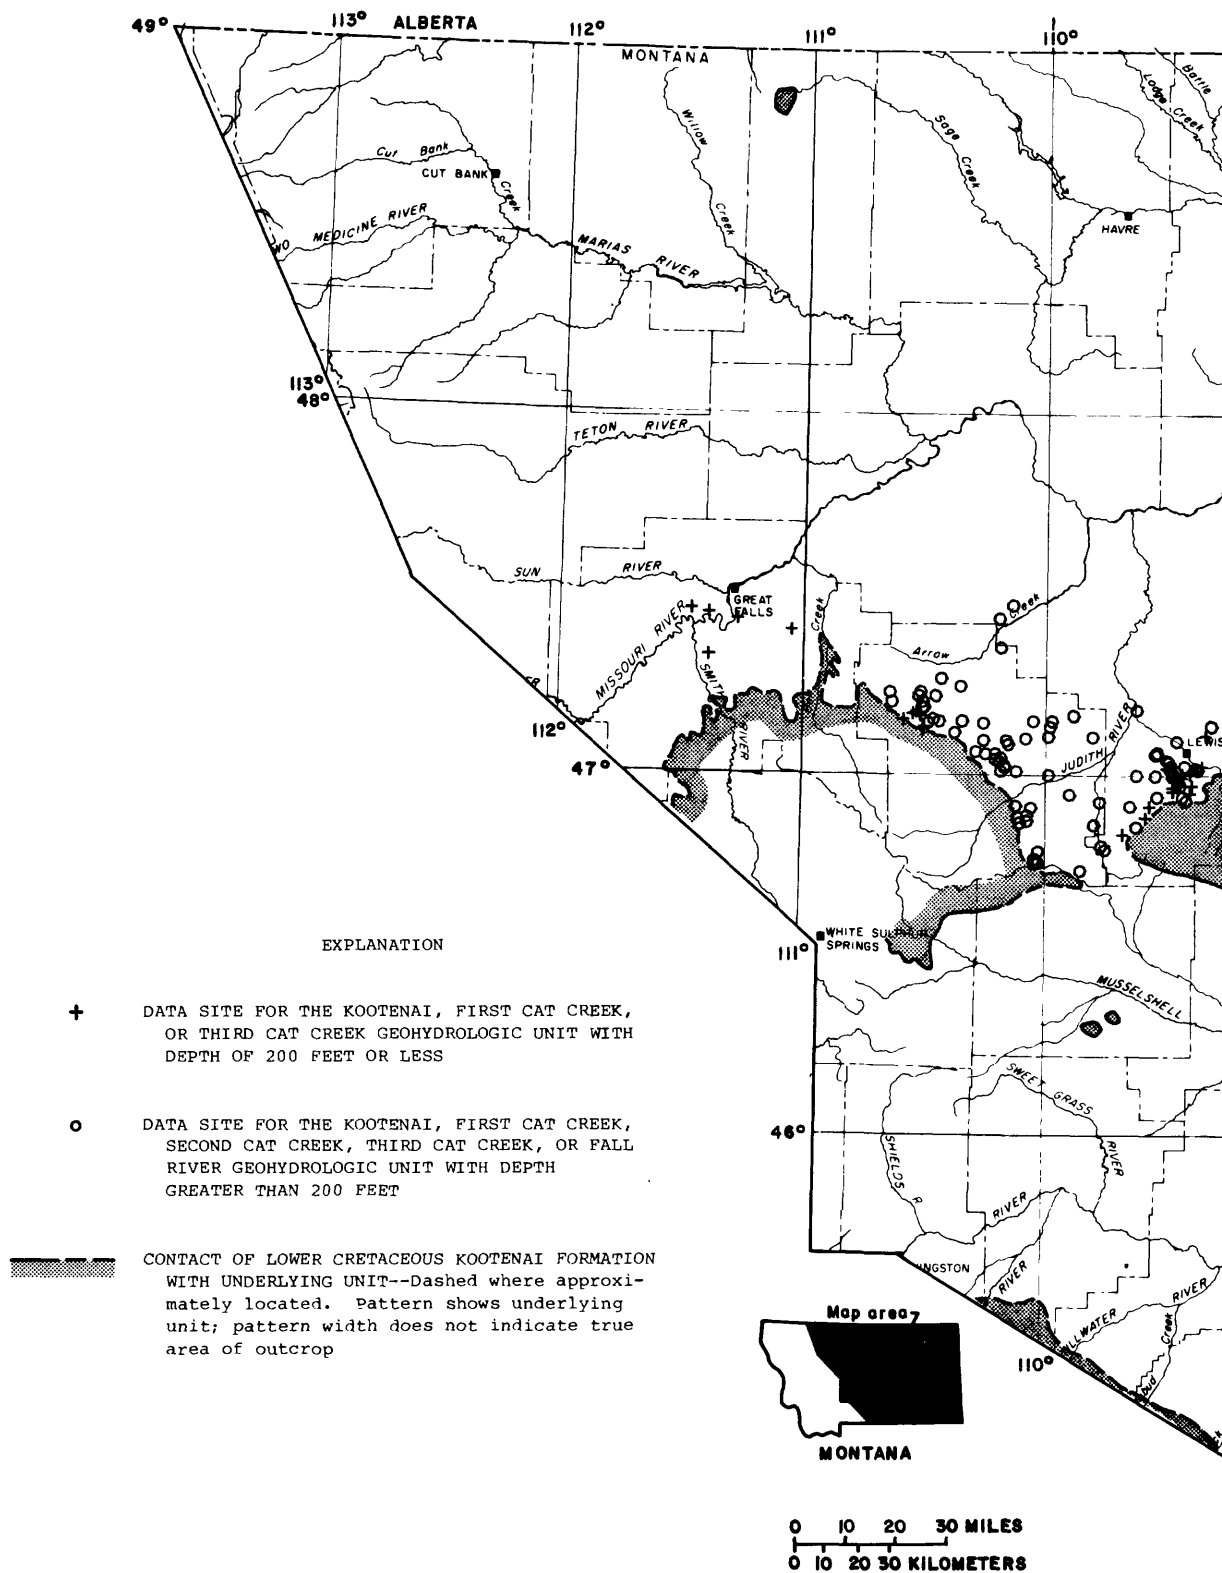 49°
113°
ALBERTA
112°
111°
110°
MONTANA
Willow
Creek
Sage
Creek
Lodge Creek
Battle
Cut Bank
CUT BANK
Creek
HAVRE
MEDICINE RIVER
MARIAS
RIVER
113°
48°
TETON RIVER
SUN RIVER
GREAT
FALLS
Creek
Creek
Arrow
MISSOURI RIVER
SMITH
RIVER
JUDITH
RIVER
LEWIS
112°
47°
WHITE SULPHUR
SPRINGS
111°
MUSSELSHELL
SWEET GRASS
RIVER
46°
SHIELDS R
RIVER
INGSTON
RIVER
LLWATER RIVER
Creek
110°
EXPLANATION
+ DATA SITE FOR THE KOOTENAI, FIRST CAT CREEK,
OR THIRD CAT CREEK GEOHYDROLOGIC UNIT WITH
DEPTH OF 200 FEET OR LESS
o DATA SITE FOR THE KOOTENAI, FIRST CAT CREEK,
SECOND CAT CREEK, THIRD CAT CREEK, OR FALL
RIVER GEOHYDROLOGIC UNIT WITH DEPTH
GREATER THAN 200 FEET
CONTACT OF LOWER CRETACEOUS KOOTENAI FORMATION
WITH UNDERLYING UNIT--Dashed where approxi-
mately located. Pattern shows underlying
unit; pattern width does not indicate true
area of outcrop
Map area
MONTANA
0 10 20 30 MILES
0 10 20 30 KILOMETERS